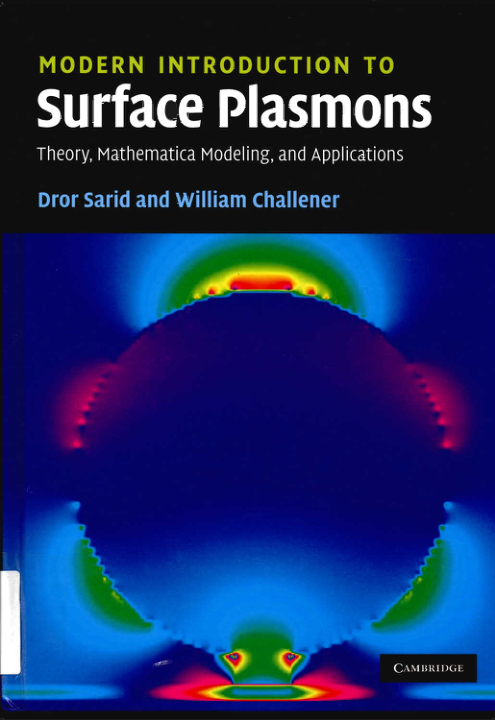 MODERN INTRODUCTION TO
Surface Plasmons
Theory, Mathematica Modeling, and Applications
Dror Sarid and William Challener
CAMBRIDGE